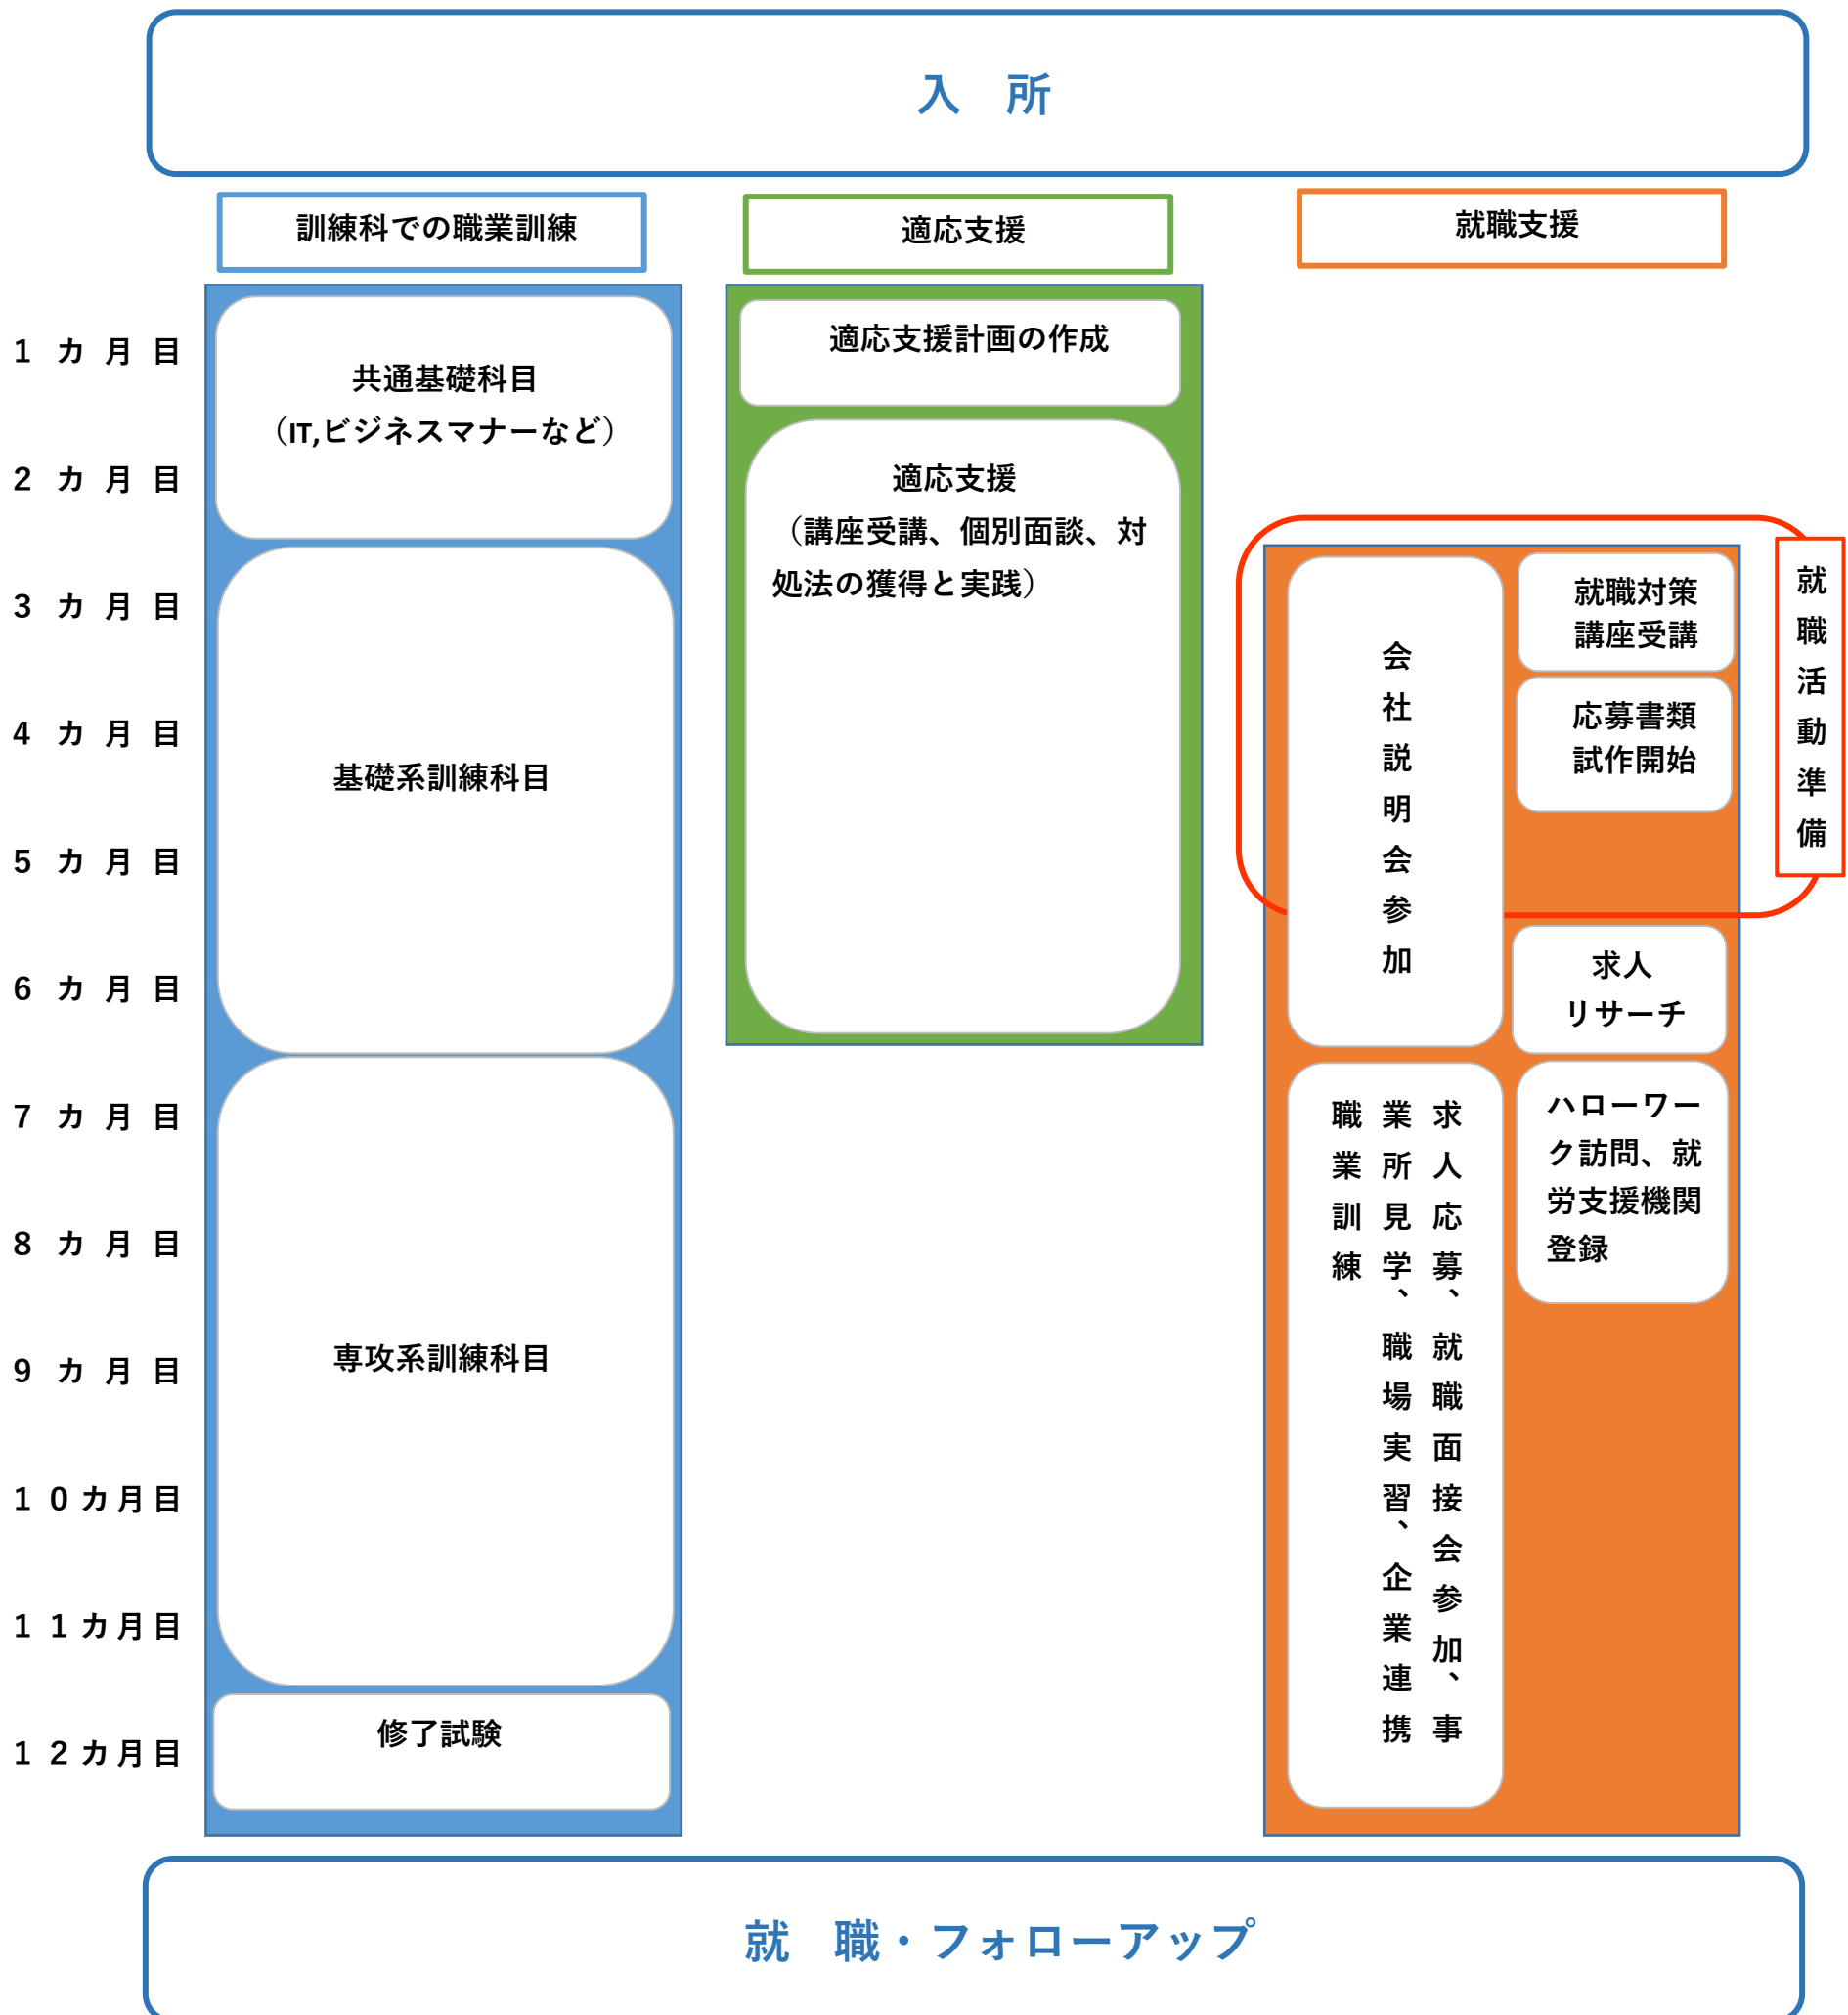 入　所
訓練科での職業訓練
適応支援
就職支援
1カ月目
2カ月目
3カ月目
4カ月目
5カ月目
6カ月目
7カ月目
8カ月目
9カ月目
10カ月目
11カ月目
12カ月目
共通基礎科目
（IT,ビジネスマナーなど）
基礎系訓練科目
専攻系訓練科目
修了試験
適応支援計画の作成
適応支援
（講座受講、個別面談、対
処法の獲得と実践）
会社説明会参加
就職対策
講座受講
応募書類
試作開始
就職活動準備
求人
リサーチ
求人応募、就職面接会参加、事
業所見学、職場実習、企業連携
職業訓練
ハローワー
ク訪問、就
労支援機関
登録
就　職・フォローアップ